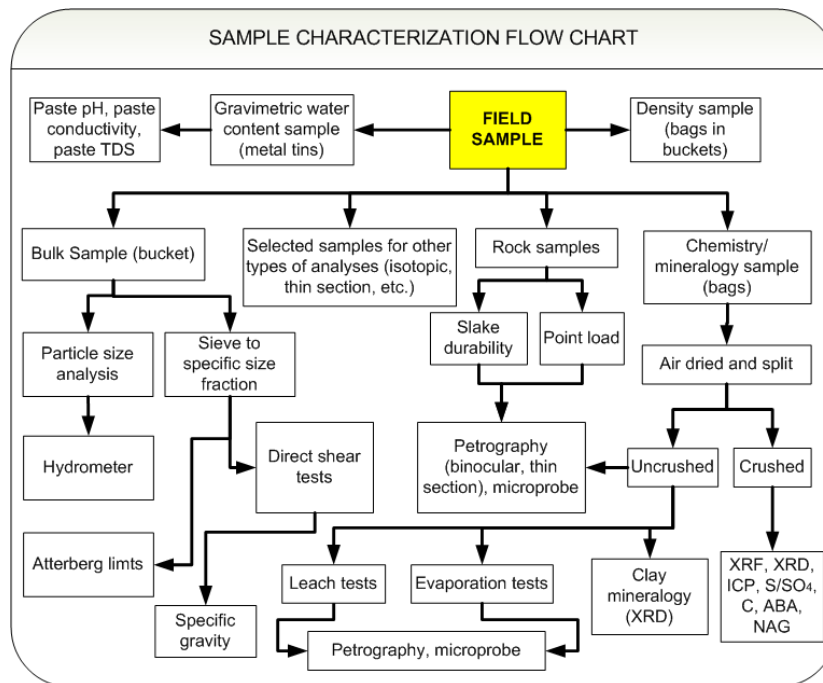 SAMPLE CHARACTERIZATION FLOW CHART
Paste pH, paste
conductivity,
paste TDS
Gravimetric water
content sample
(metal tins)
FIELD
SAMPLE
Density sample
(bags in
buckets)
Bulk Sample (bucket)
Selected samples for other
types of analyses (isotopic,
thin section, etc.)
Rock samples
Chemistry/
mineralogy sample
(bags)
Particle size
analysis
Sieve to
specific size
fraction
Slake
durability
Point load
Air dried and split
Hydrometer
Direct shear
tests
Petrography
(binocular, thin
section), microprobe
Uncrushed
Crushed
Atterberg limts
Specific
gravity
Leach tests
Evaporation tests
Clay
mineralogy
(XRD)
XRF, XRD,
ICP, S/SO4,
C, ABA,
NAG
Petrography, microprobe